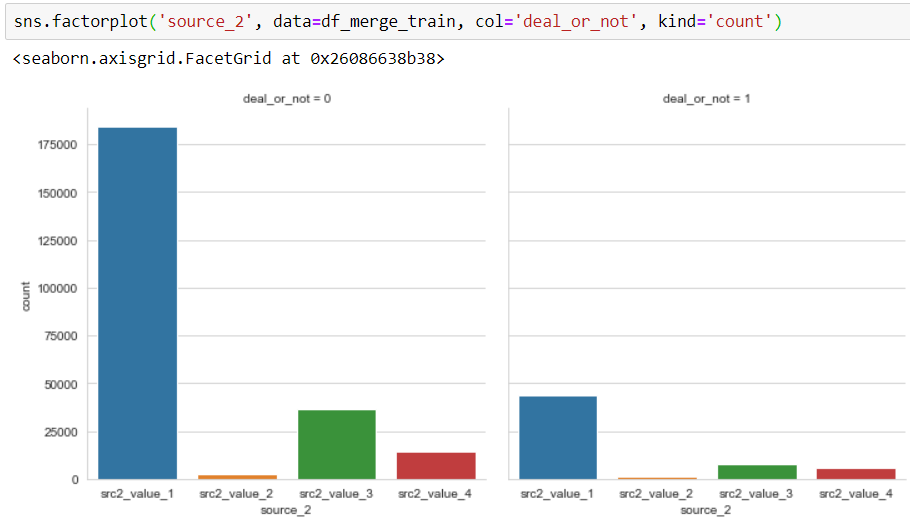 sns.factorplot('source_2', data=df_merge_train, col='deal_or_not', kind='count')
<seaborn.axisgrid.FacetGrid at 0x26086638b38>
deal_or_not = 0
deal_or_not = 1
175000
150000
125000
100000
75000
50000
25000
0
count
src2_value_1 src2_value_2 src2_value_3 src2_value_4
source_2
src2_value_1 src2_value_2 src2_value_3 src2_value_4
source_2